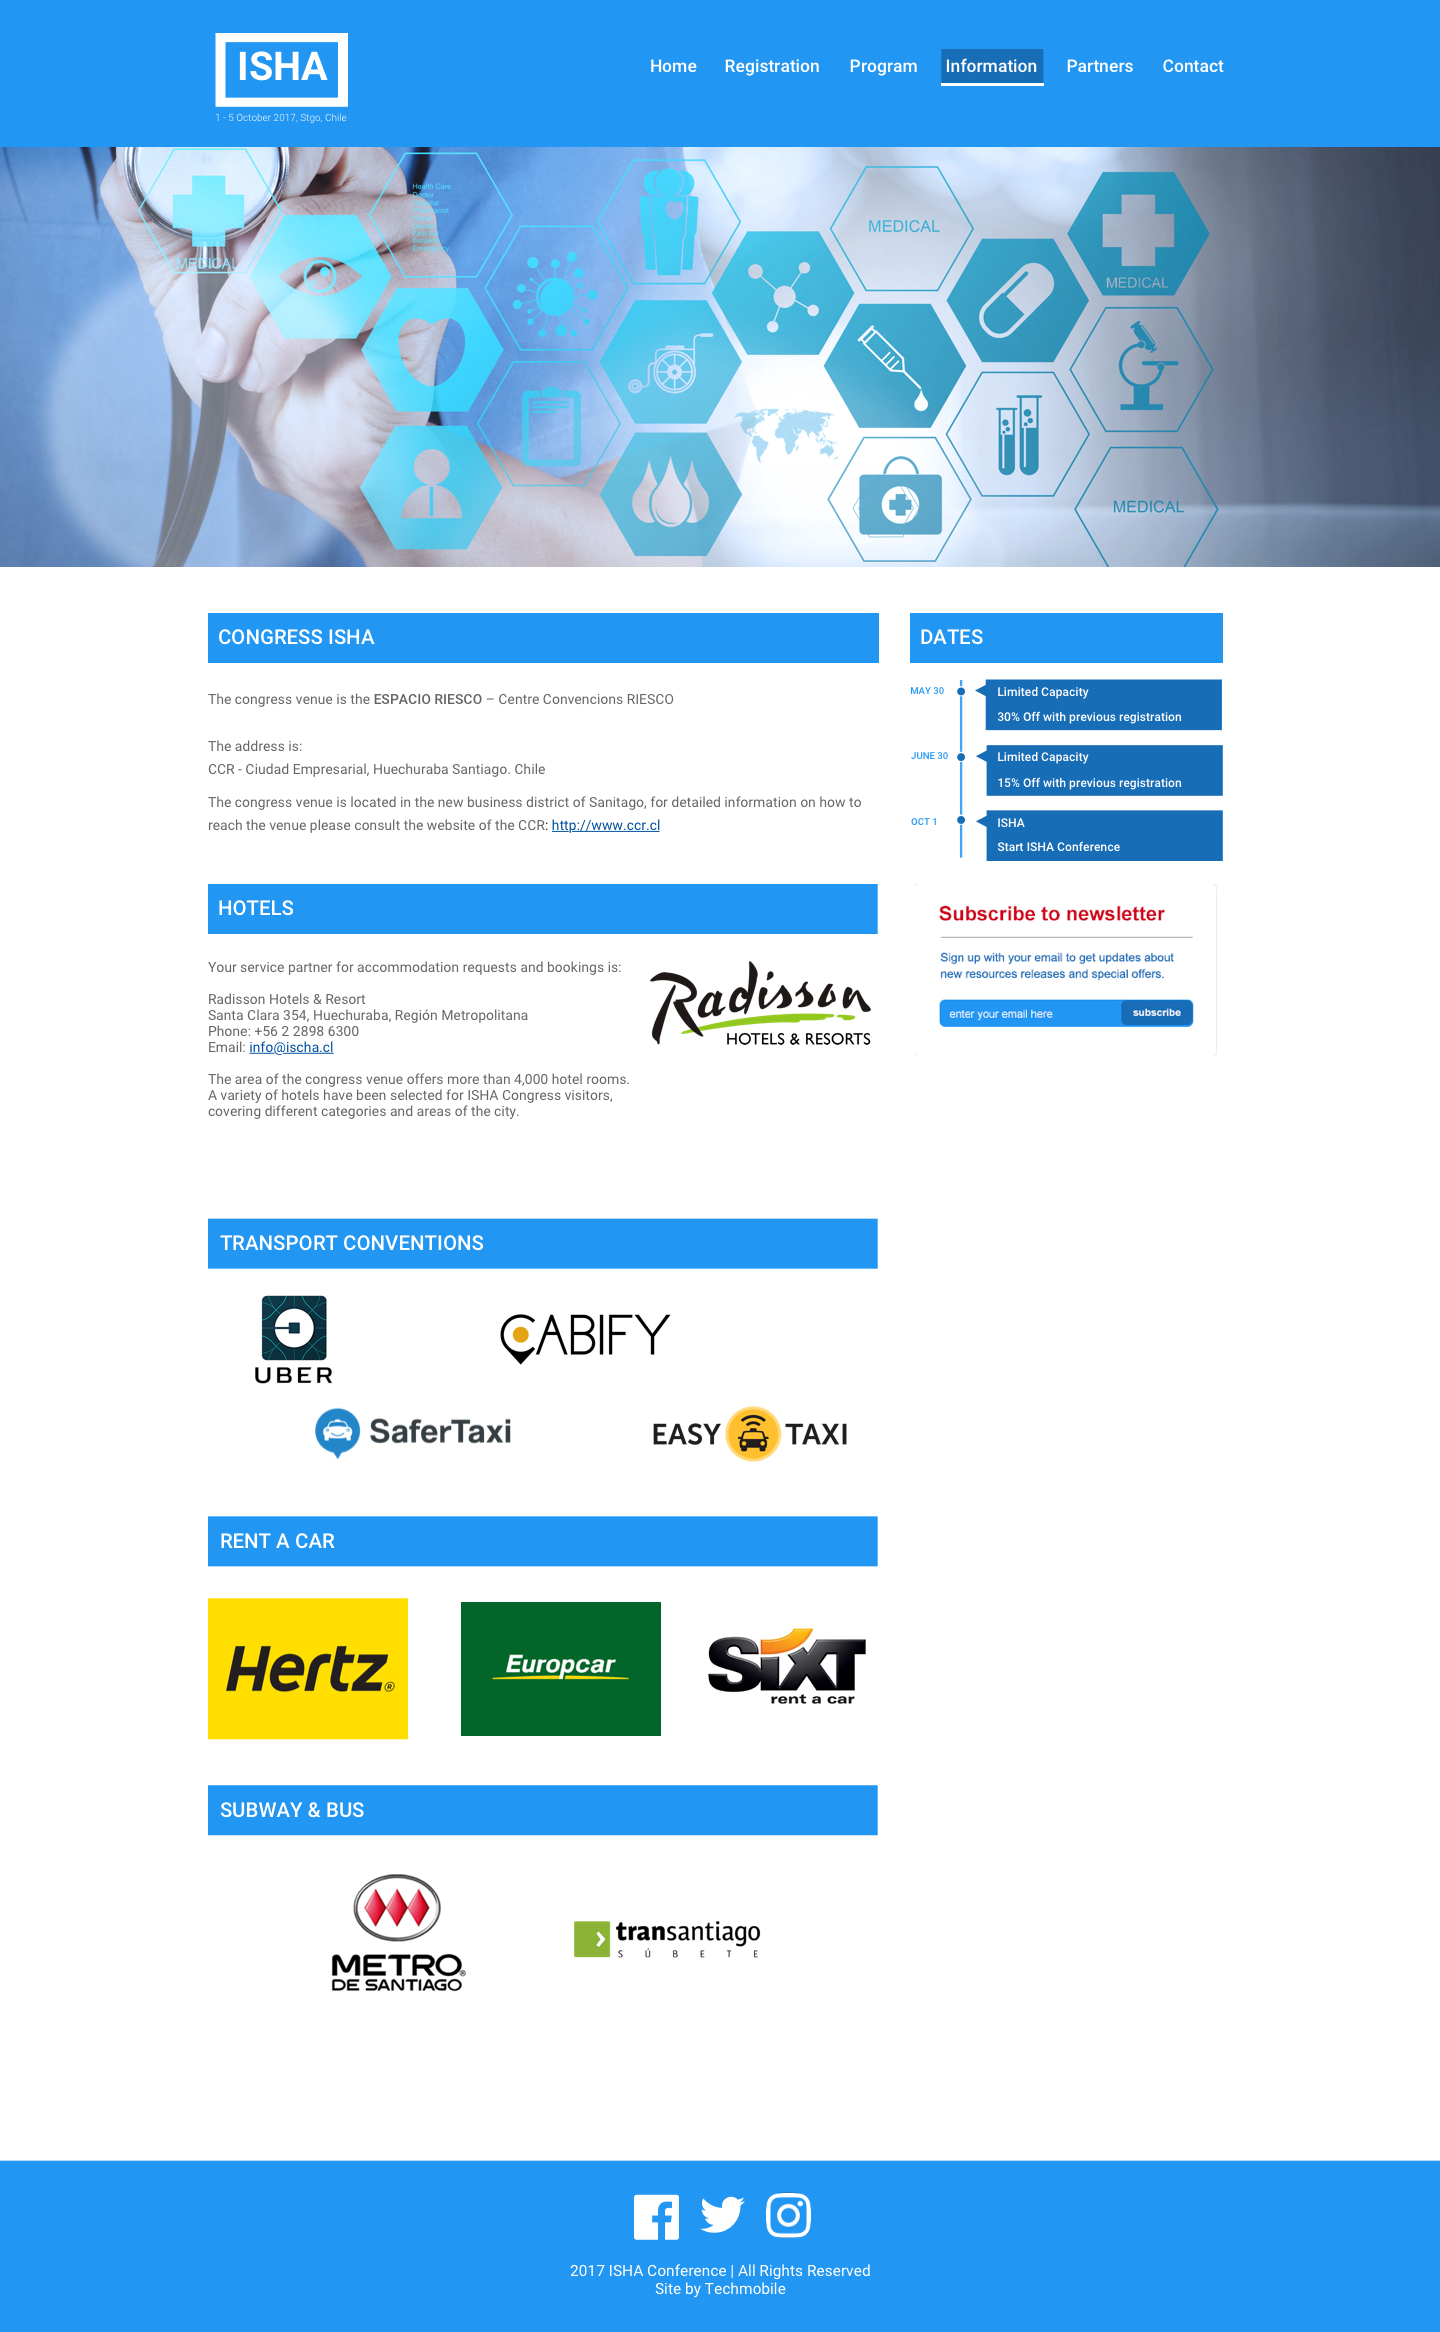 ISHA
1 - 5 October 2017, Stgo, Chile
Home Registration Program Information Partners Contact
MEDICAL
Health Care
Doctor
MEDICAL
MEDICAL
MEDICAL
CONGRESS ISHA
The congress venue is the ESPACIO RIESCO – Centre Convencions RIESCO
The address is:
CCR - Ciudad Empresarial, Huechuraba Santiago. Chile
The congress venue is located in the new business district of Sanitago, for detailed information on how to
reach the venue please consult the website of the CCR: http://www.ccr.cl
DATES
MAY 30
Limited Capacity
30% Off with previous registration
JUNE 30
Limited Capacity
15% Off with previous registration
OCT 1
ISHA
Start ISHA Conference
HOTELS
Your service partner for accommodation requests and bookings is:
Radisson Hotels & Resort
Santa Clara 354, Huechuraba, Región Metropolitana
Phone: +56 2 2898 6300
Email: info@ischa.cl
The area of the congress venue offers more than 4,000 hotel rooms.
A variety of hotels have been selected for ISHA Congress visitors,
covering different categories and areas of the city.
Radisson
HOTELS & RESORTS
Subscribe to newsletter
Sign up with your email to get updates about
new resources releases and special offers.
enter your email here subscribe
TRANSPORT CONVENTIONS
UBER
CABIFY
SaferTaxi
EASY TAXI
RENT A CAR
Hertz®
Europcar
SiXT
rent a car
SUBWAY & BUS
METRO®
DE SANTIAGO
transantiago
SÚBETE
2017 ISHA Conference | All Rights Reserved
Site by Techmobile